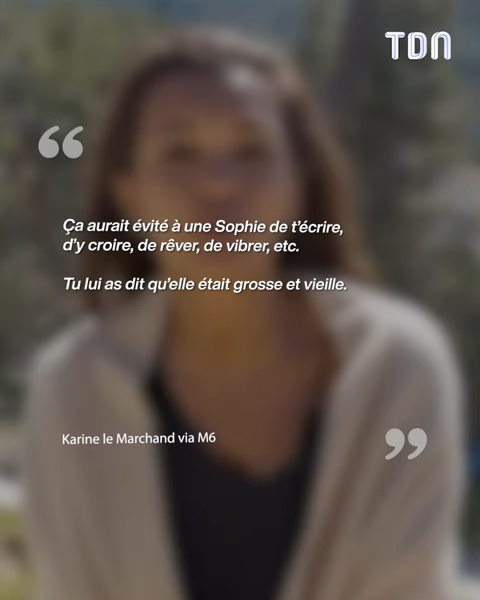 TDN
“
Ça aurait évité à une Sophie de t’écrire,
d’y croire, de rêver, de vibrer, etc.
Tu lui as dit qu’elle était grosse et vieille.
Karine le Marchand via M6
”